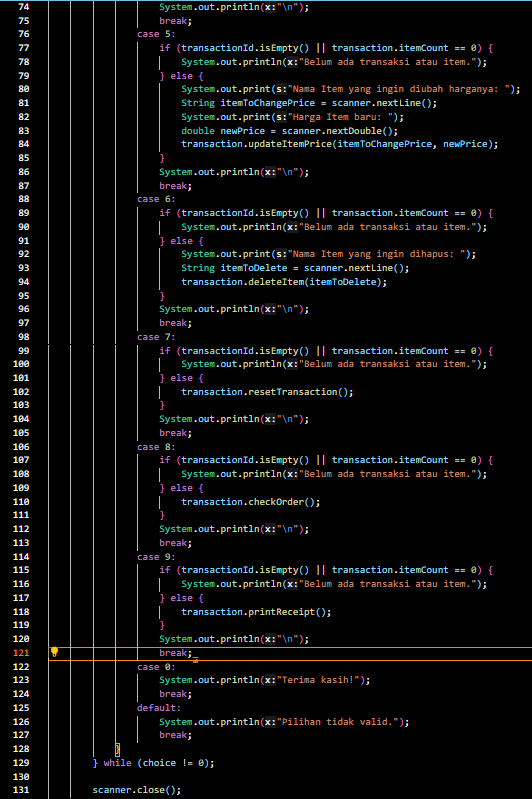 74 System.out.println(x:"\n");
75 break;
76 case 5:
77 if (transactionId.isEmpty() || transaction.itemCount == 0) {
78 System.out.println(x:"Belum ada transaksi atau item.");
79 } else {
80 System.out.print(s:"Nama Item yang ingin diubah harganya: ");
81 String itemToChangePrice = scanner.nextLine();
82 System.out.print(s:"Harga Item baru: ");
83 double newPrice = scanner.nextDouble();
84 transaction.updateItemPrice(itemToChangePrice, newPrice);
85 }
86 System.out.println(x:"\n");
87 break;
88 case 6:
89 if (transactionId.isEmpty() || transaction.itemCount == 0) {
90 System.out.println(x:"Belum ada transaksi atau item.");
91 } else {
92 System.out.print(s:"Nama Item yang ingin dihapus: ");
93 String itemToDelete = scanner.nextLine();
94 transaction.deleteItem(itemToDelete);
95 }
96 System.out.println(x:"\n");
97 break;
98 case 7:
99 if (transactionId.isEmpty() || transaction.itemCount == 0) {
100 System.out.println(x:"Belum ada transaksi atau item.");
101 } else {
102 transaction.resetTransaction();
103 }
104 System.out.println(x:"\n");
105 break;
106 case 8:
107 if (transactionId.isEmpty() || transaction.itemCount == 0) {
108 System.out.println(x:"Belum ada transaksi atau item.");
109 } else {
110 transaction.checkOrder();
111 }
112 System.out.println(x:"\n");
113 break;
114 case 9:
115 if (transactionId.isEmpty() || transaction.itemCount == 0) {
116 System.out.println(x:"Belum ada transaksi atau item.");
117 } else {
118 transaction.printReceipt();
119 }
120 System.out.println(x:"\n");
121 break;
122 case 0:
123 System.out.println(x:"Terima kasih!");
124 break;
125 default:
126 System.out.println(x:"Pilihan tidak valid.");
127 break;
128 }
129 } while (choice != 0);
130
131 scanner.close();